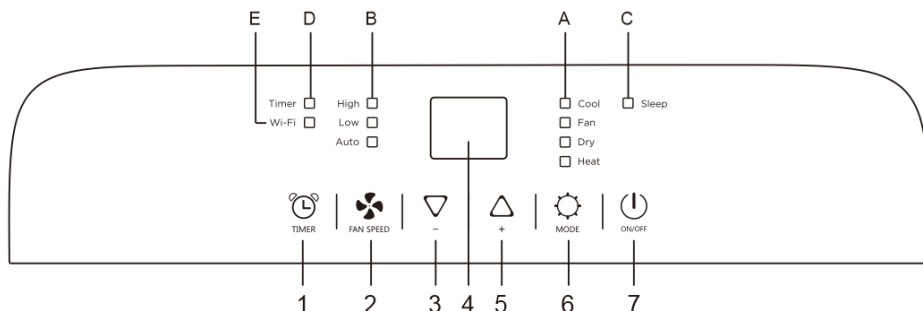 E D B A C
Timer High Cool Sleep
Wi-Fi Low Fan
Auto Dry
Heat
TIMER FAN SPEED - + MODE ON/OFF
1 2 3 4 5 6 7